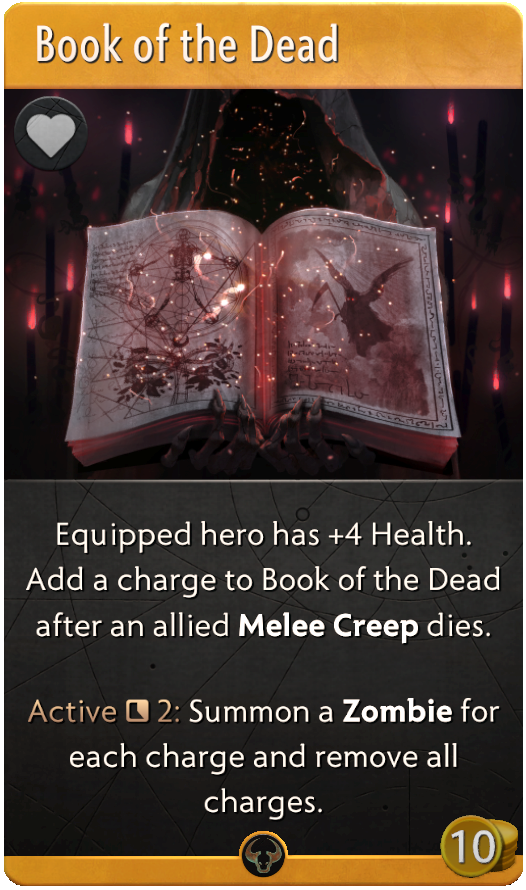 Book of the Dead
Equipped hero has +4 Health.
Add a charge to Book of the Dead
after an allied Melee Creep dies.
Active 2: Summon a Zombie for
each charge and remove all
charges.
10